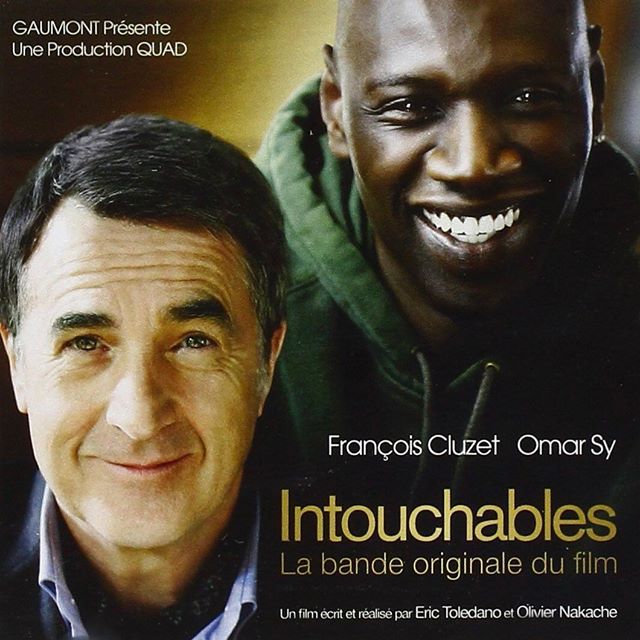 GAUMONT Présente
Une Production QUAD
François Cluzet Omar Sy
Intouchables
La bande originale du film
Un film écrit et réalisé par Eric Toledano et Olivier Nakache